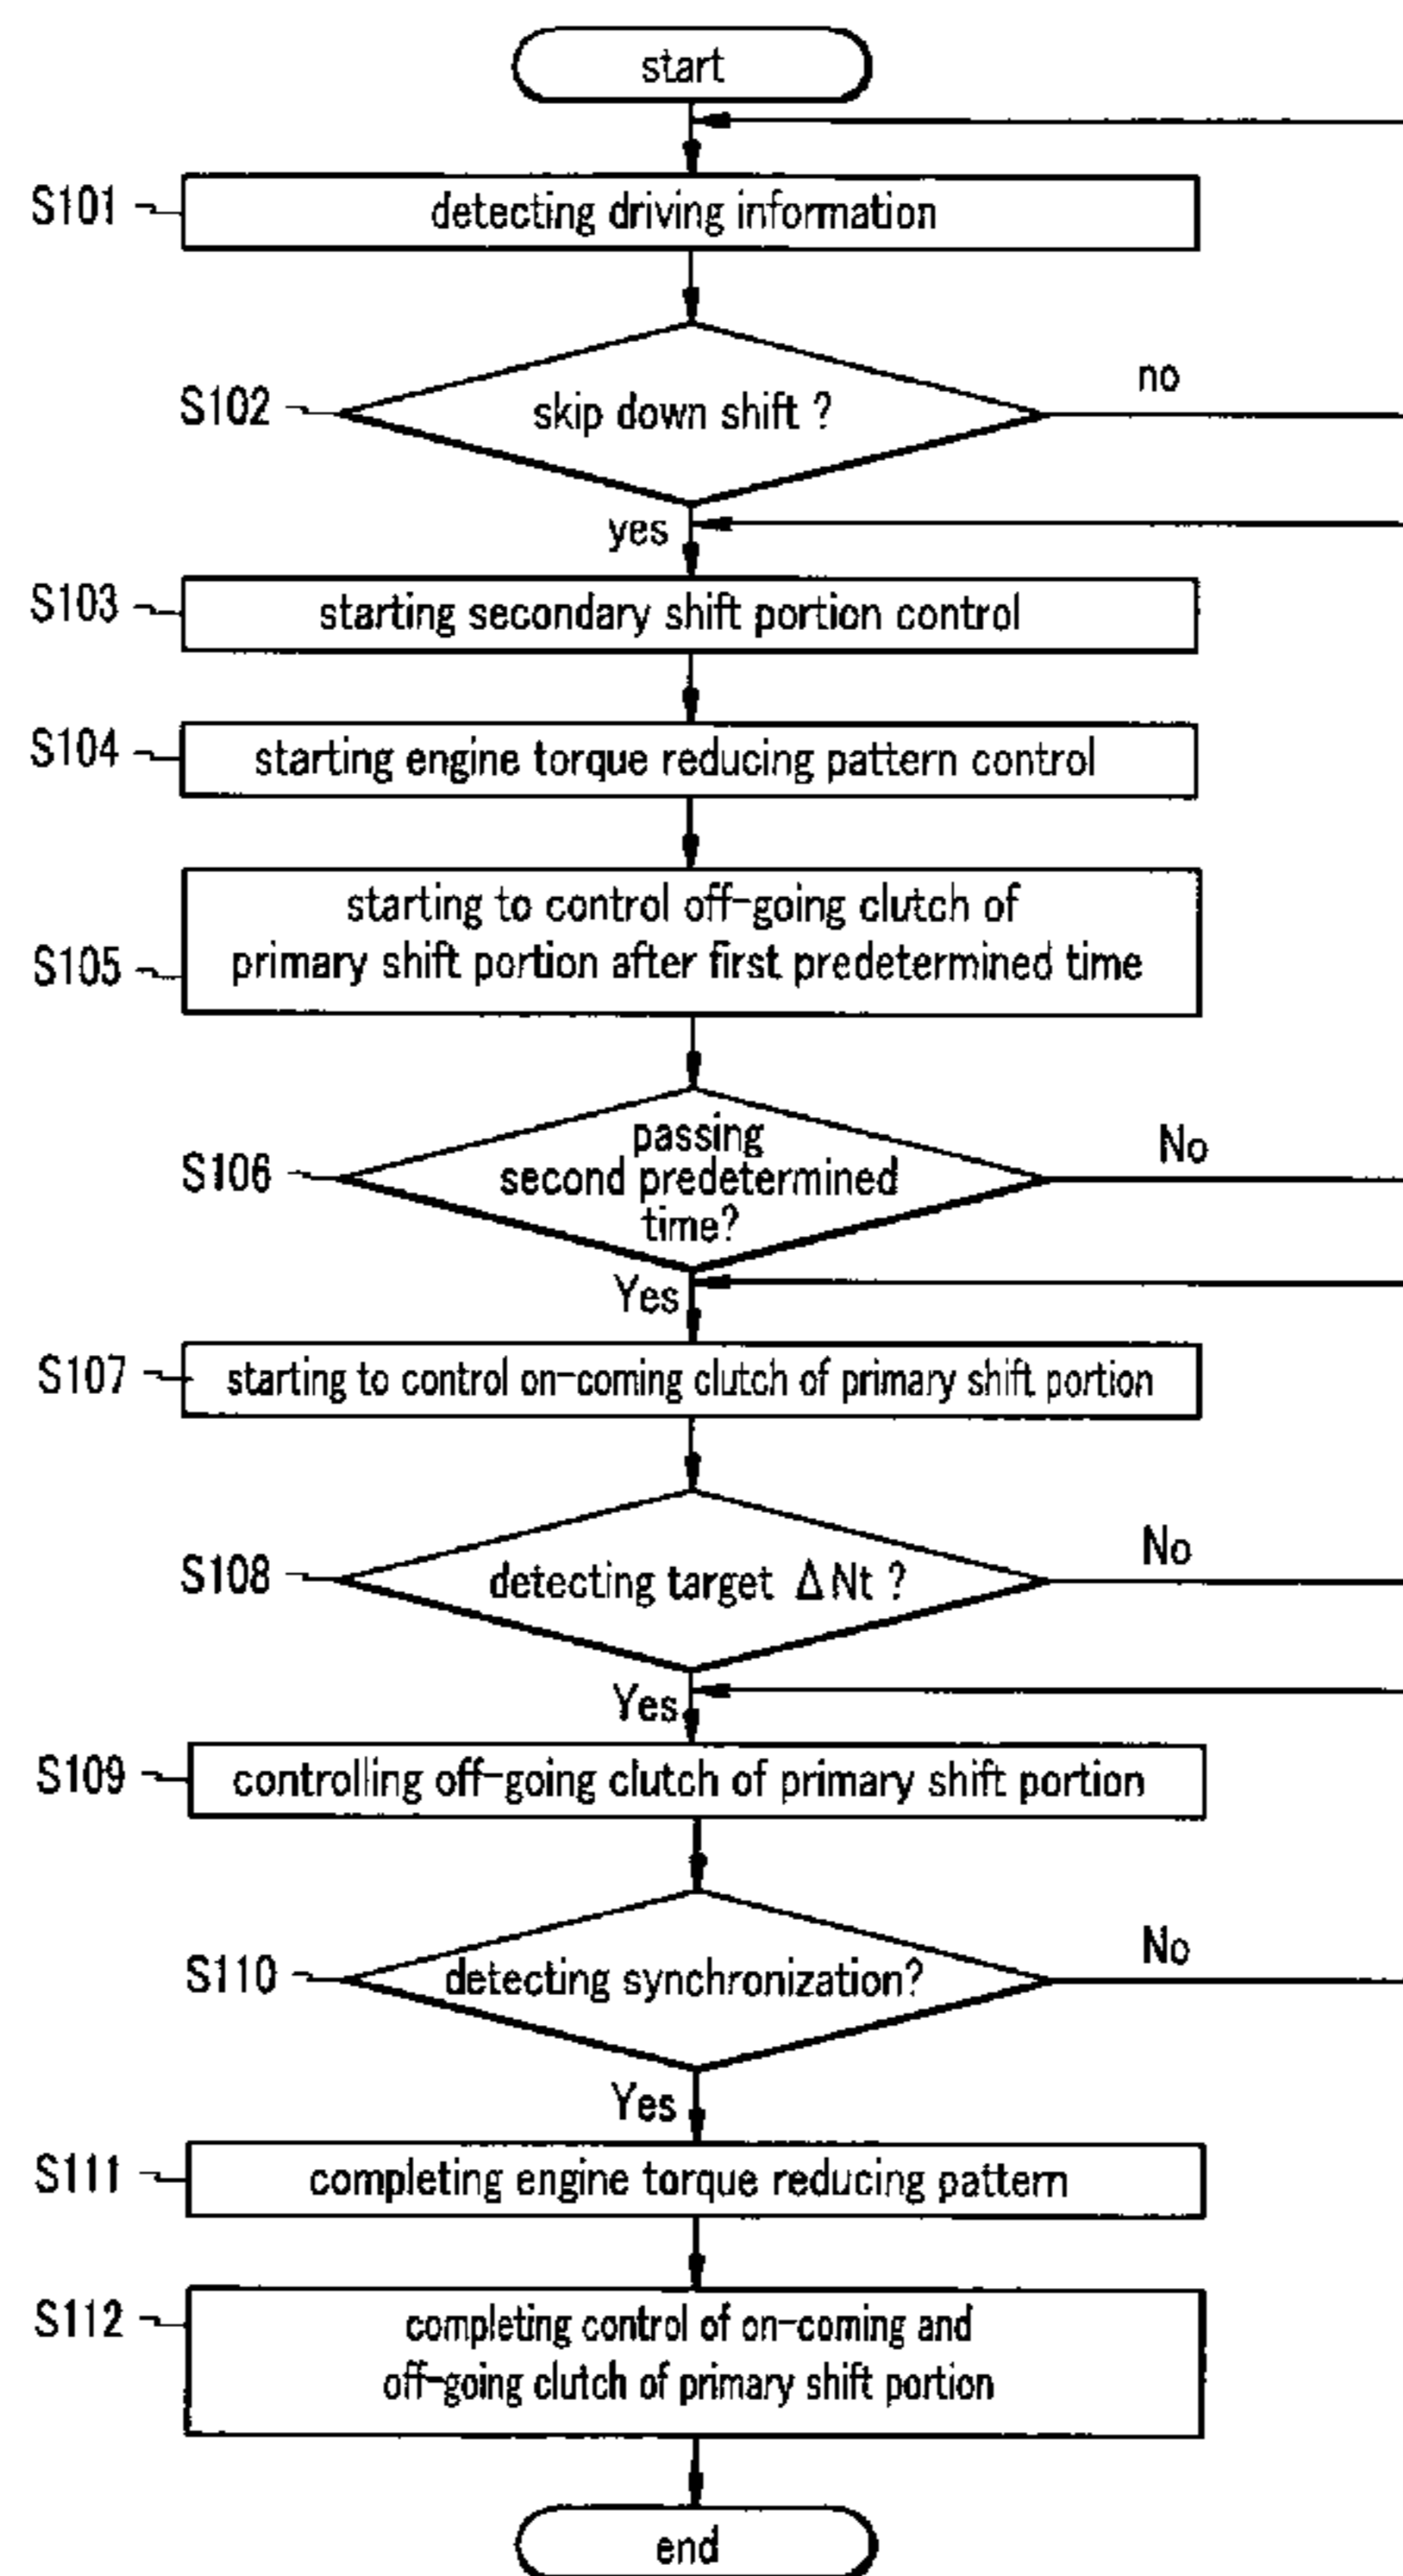 start
S101
detecting driving information
S102
skip down shift ?
no
yes
S103
starting secondary shift portion control
S104
starting engine torque reducing pattern control
S105
starting to control off-going clutch of
primary shift portion after first predetermined time
S106
passing
second predetermined
time?
No
Yes
S107
starting to control on-coming clutch of primary shift portion
S108
detecting target ΔNt ?
No
Yes
S109
controlling off-going clutch of primary shift portion
S110
detecting synchronization?
No
Yes
S111
completing engine torque reducing pattern
S112
completing control of on-coming and
off-going clutch of primary shift portion
end